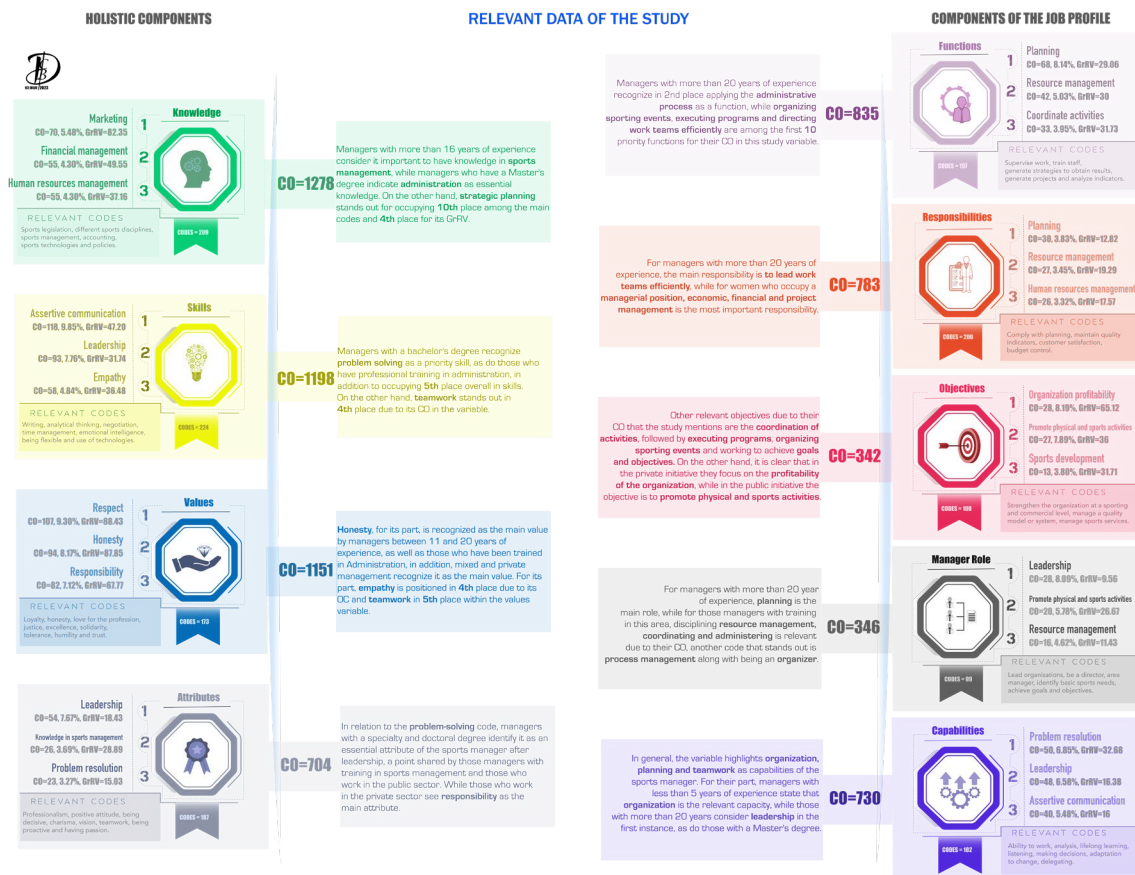 HOLISTIC COMPONENTS
RELEVANT DATA OF THE STUDY
COMPONENTS OF THE JOB PROFILE
Knowledge
Marketing
CO=70, 5.48%, GrRV=82.35
1
Financial management
CO=55, 4.30%, GrRV=49.55
2
Human resources management
CO=55, 4.30%, GrRV=37.16
3
RELEVANT CODES
Sports legislation, different sports disciplines,
sports management, accounting,
sports technologies and policies.
CODES = 209
CO=1278
Managers with more than 16 years of experience
consider it important to have knowledge in sports
management, while managers who have a Master's
degree indicate administration as essential
knowledge. On the other hand, strategic planning
stands out for occupying 10th place among the main
codes and 4th place for its GrRV.
Skills
Assertive communication
CO=118, 9.85%, GrRV=47.20
1
Leadership
CO=93, 7.76%, GrRV=31.74
2
Empathy
CO=58, 4.84%, GrRV=36.48
3
RELEVANT CODES
Writing, analytical thinking, negotiation,
time management, emotional intelligence,
being flexible and use of technologies.
CODES = 224
CO=1198
Managers with a bachelor's degree recognize
problem solving as a priority skill, as do those who
have professional training in administration, in
addition to occupying 5th place overall in skills.
On the other hand, teamwork stands out in
4th place due to its CO in the variable.
Values
Respect
CO=107, 9.30%, GrRV=88.43
1
Honesty
CO=94, 8.17%, GrRV=87.85
2
Responsibility
CO=82, 7.12%, GrRV=67.77
3
RELEVANT CODES
Loyalty, honesty, love for the profession,
justice, excellence, solidarity,
tolerance, humility and trust.
CODES = 173
CO=1151
Honesty, for its part, is recognized as the main value
by managers between 11 and 20 years of
experience, as well as those who have been trained
in Administration, in addition, mixed and private
management recognize it as the main value. For its
part, empathy is positioned in 4th place due to its
OC and teamwork in 5th place within the values
variable.
Attributes
Leadership
CO=54, 7.67%, GrRV=18.43
1
Knowledge in sports management
CO=26, 3.69%, GrRV=28.89
2
Problem resolution
CO=23, 3.27%, GrRV=15.03
3
RELEVANT CODES
Professionalism, positive attitude, being
decisive, charisma, vision, teamwork, being
proactive and having passion.
CODES = 187
CO=704
In relation to the problem-solving code, managers
with a specialty and doctoral degree identify it as an
essential attribute of the sports manager after
leadership, a point shared by those managers with
training in sports management and those who
work in the public sector. While those who work
in the private sector see responsibility as the
main attribute.
Managers with more than 20 years of experience
recognize in 2nd place applying the administrative
process as a function, while organizing
sporting events, executing programs and directing
work teams efficiently are among the first 10
priority functions for their CO in this study variable.
CO=835
Functions
1
Planning
CO=68, 8.14%, GrRV=29.06
2
Resource management
CO=42, 5.03%, GrRV=30
3
Coordinate activities
CO=33, 3.95%, GrRV=31.73
CODES = 197
RELEVANT CODES
Supervise work, train staff,
generate strategies to obtain results,
generate projects and analyze indicators.
For managers with more than 20 years of
experience, the main responsibility is to lead work
teams efficiently, while for women who occupy a
managerial position, economic, financial and project
management is the most important responsibility.
CO=783
Responsibilities
1
Planning
CO=30, 3.83%, GrRV=12.82
2
Resource management
CO=27, 3.45%, GrRV=19.29
3
Human resources management
CO=26, 3.32%, GrRV=17.57
CODES = 200
RELEVANT CODES
Comply with planning, maintain quality
indicators, customer satisfaction,
budget control.
Other relevant objectives due to their
CO that the study mentions are the coordination of
activities, followed by executing programs, organizing
sporting events and working to achieve goals
and objectives. On the other hand, it is clear that in
the private initiative they focus on the profitability
of the organization, while in the public initiative the
objective is to promote physical and sports activities.
CO=342
Objectives
1
Organization profitability
CO=28, 8.19%, GrRV=65.12
2
Promote physical and sports activities
CO=27, 7.89%, GrRV=36
3
Sports development
CO=13, 3.80%, GrRV=31.71
CODES = 100
RELEVANT CODES
Strengthen the organization at a sporting
and commercial level, manage a quality
model or system, manage sports services.
For managers with more than 20 year
of experience, planning is the
main role, while for those managers with training
in this area, disciplining resource management,
coordinating and administering is relevant
due to their CO, another code that stands out is
process management along with being an organizer.
CO=346
Manager Role
1
Leadership
CO=28, 8.09%, GrRV=9.56
2
Promote physical and sports activities
CO=20, 5.78%, GrRV=26.67
3
Resource management
CO=16, 4.62%, GrRV=11.43
CODES = 99
RELEVANT CODES
Lead organisations, be a director, area
manager, identify basic sports needs,
achieve goals and objectives.
In general, the variable highlights organization,
planning and teamwork as capabilities of the
sports manager. For their part, managers with
less than 5 years of experience state that
organization is the relevant capacity, while those
with more than 20 years consider leadership in the
first instance, as do those with a Master's degree.
CO=730
Capabilities
1
Problem resolution
CO=50, 6.85%, GrRV=32.68
2
Leadership
CO=48, 6.58%, GrRV=16.38
3
Assertive communication
CO=40, 5.48%, GrRV=16
CODES = 182
RELEVANT CODES
Ability to work, analysis, lifelong learning,
listening, making decisions, adaptation
to change, delegating.